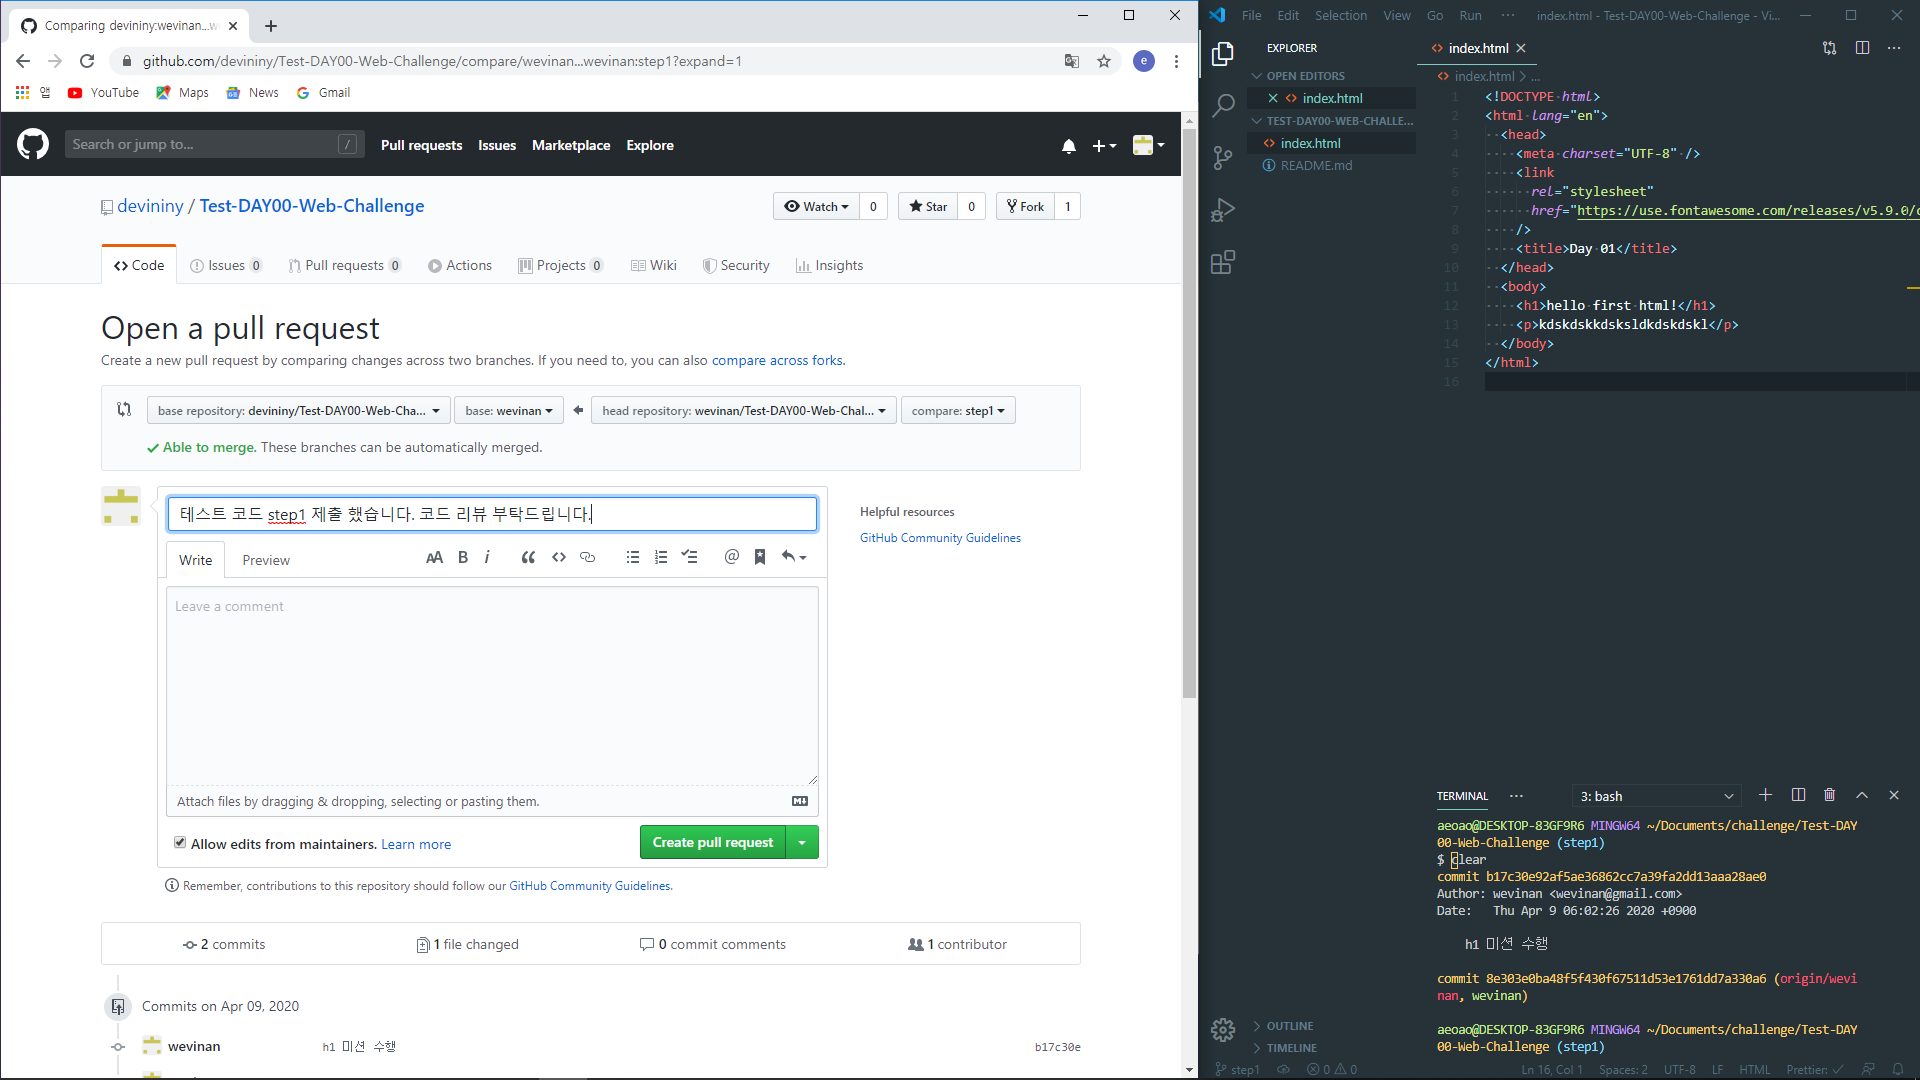 Comparing devininy:wevinan...w
github.com/devininy/Test-DAY00-Web-Challenge/compare/wevinan...wevinan:step1?expand=1
e
앱 YouTube Maps News Gmail
Search or jump to... /
Pull requests Issues Marketplace Explore
devininy / Test-DAY00-Web-Challenge
Watch 0 Star 0 Fork 1
Code Issues 0 Pull requests 0 Actions Projects 0 Wiki Security Insights
Open a pull request
Create a new pull request by comparing changes across two branches. If you need to, you can also compare across forks.
base repository: devininy/Test-DAY00-Web-Cha... base: wevinan head repository: wevinan/Test-DAY00-Web-Chal... compare: step1
Able to merge. These branches can be automatically merged.
테스트 코드 step1 제출 했습니다. 코드 리뷰 부탁드립니다.
Write Preview
Leave a comment
Attach files by dragging & dropping, selecting or pasting them.
Allow edits from maintainers. Learn more
Create pull request
Helpful resources
GitHub Community Guidelines
Remember, contributions to this repository should follow our GitHub Community Guidelines.
2 commits 1 file changed 0 commit comments 1 contributor
Commits on Apr 09, 2020
wevinan h1 미션 수행 b17c30e
File Edit Selection View Go Run ... index.html - Test-DAY00-Web-Challenge - Vi...
EXPLORER
OPEN EDITORS
index.html
TEST-DAY00-WEB-CHALLE...
index.html
README.md
index.html
index.html > ...
1 <!DOCTYPE html>
2 <html lang="en">
3 <head>
4 <meta charset="UTF-8" />
5 <link
6 rel="stylesheet"
7 href="https://use.fontawesome.com/releases/v5.9.0/c
8 />
9 <title>Day 01</title>
10 </head>
11 <body>
12 <h1>hello first html!</h1>
13 <p>kdskdskkdsksldkdskdskl</p>
14 </body>
15 </html>
16
TERMINAL ... 3: bash
aeoao@DESKTOP-83GF9R6 MINGW64 ~/Documents/challenge/Test-DAY
00-Web-Challenge (step1)
$ clear
commit b17c30e92af5ae36862cc7a39fa2dd13aaa28ae0
Author: wevinan <wevinan@gmail.com>
Date: Thu Apr 9 06:02:26 2020 +0900
h1 미션 수행
commit 8e303e0ba48f5f430f67511d53e1761dd7a330a6 (origin/wevi
nan, wevinan)
aeoao@DESKTOP-83GF9R6 MINGW64 ~/Documents/challenge/Test-DAY
00-Web-Challenge (step1)
OUTLINE
TIMELINE
step1 0 0 Ln 16, Col 1 Spaces: 2 UTF-8 LF HTML Prettier: ✓